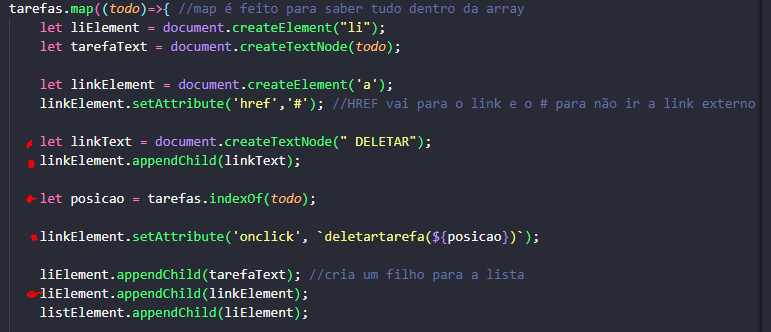 tarefas.map((todo)=>{ //map é feito para saber tudo dentro da array
let liElement = document.createElement("li");
let tarefaText = document.createTextNode(todo);
let linkElement = document.createElement('a');
linkElement.setAttribute('href','#'); //HREF vai para o link e o # para não ir a link externo
let linkText = document.createTextNode(" DELETAR");
linkElement.appendChild(linkText);
let posicao = tarefas.indexOf(todo);
linkElement.setAttribute('onclick', `deletartarefa(${posicao})`);
liElement.appendChild(tarefaText); //cria um filho para a lista
liElement.appendChild(linkElement);
listElement.appendChild(liElement);